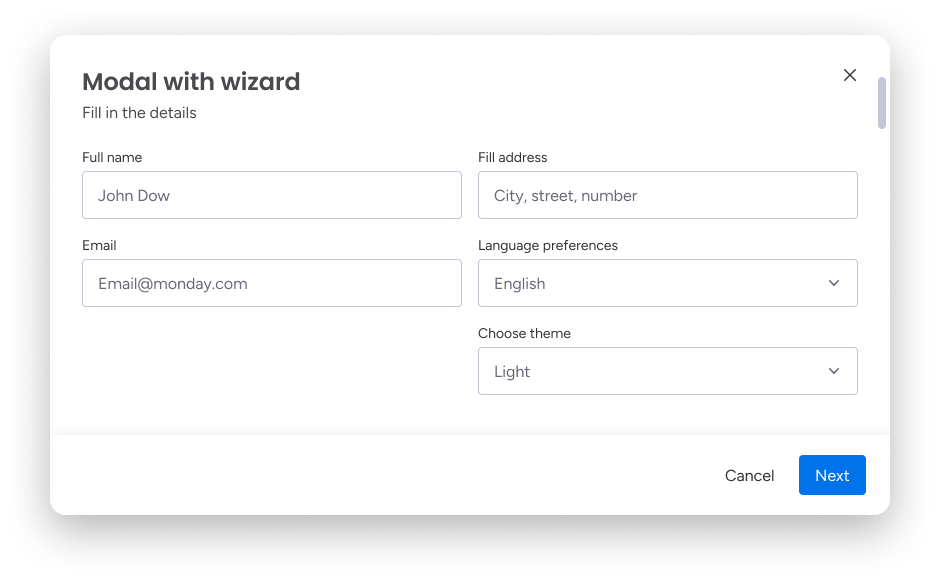 Modal with wizard
Fill in the details
Full name
John Dow
Fill address
City, street, number
Email
Email@monday.com
Language preferences
English
Choose theme
Light
Cancel
Next